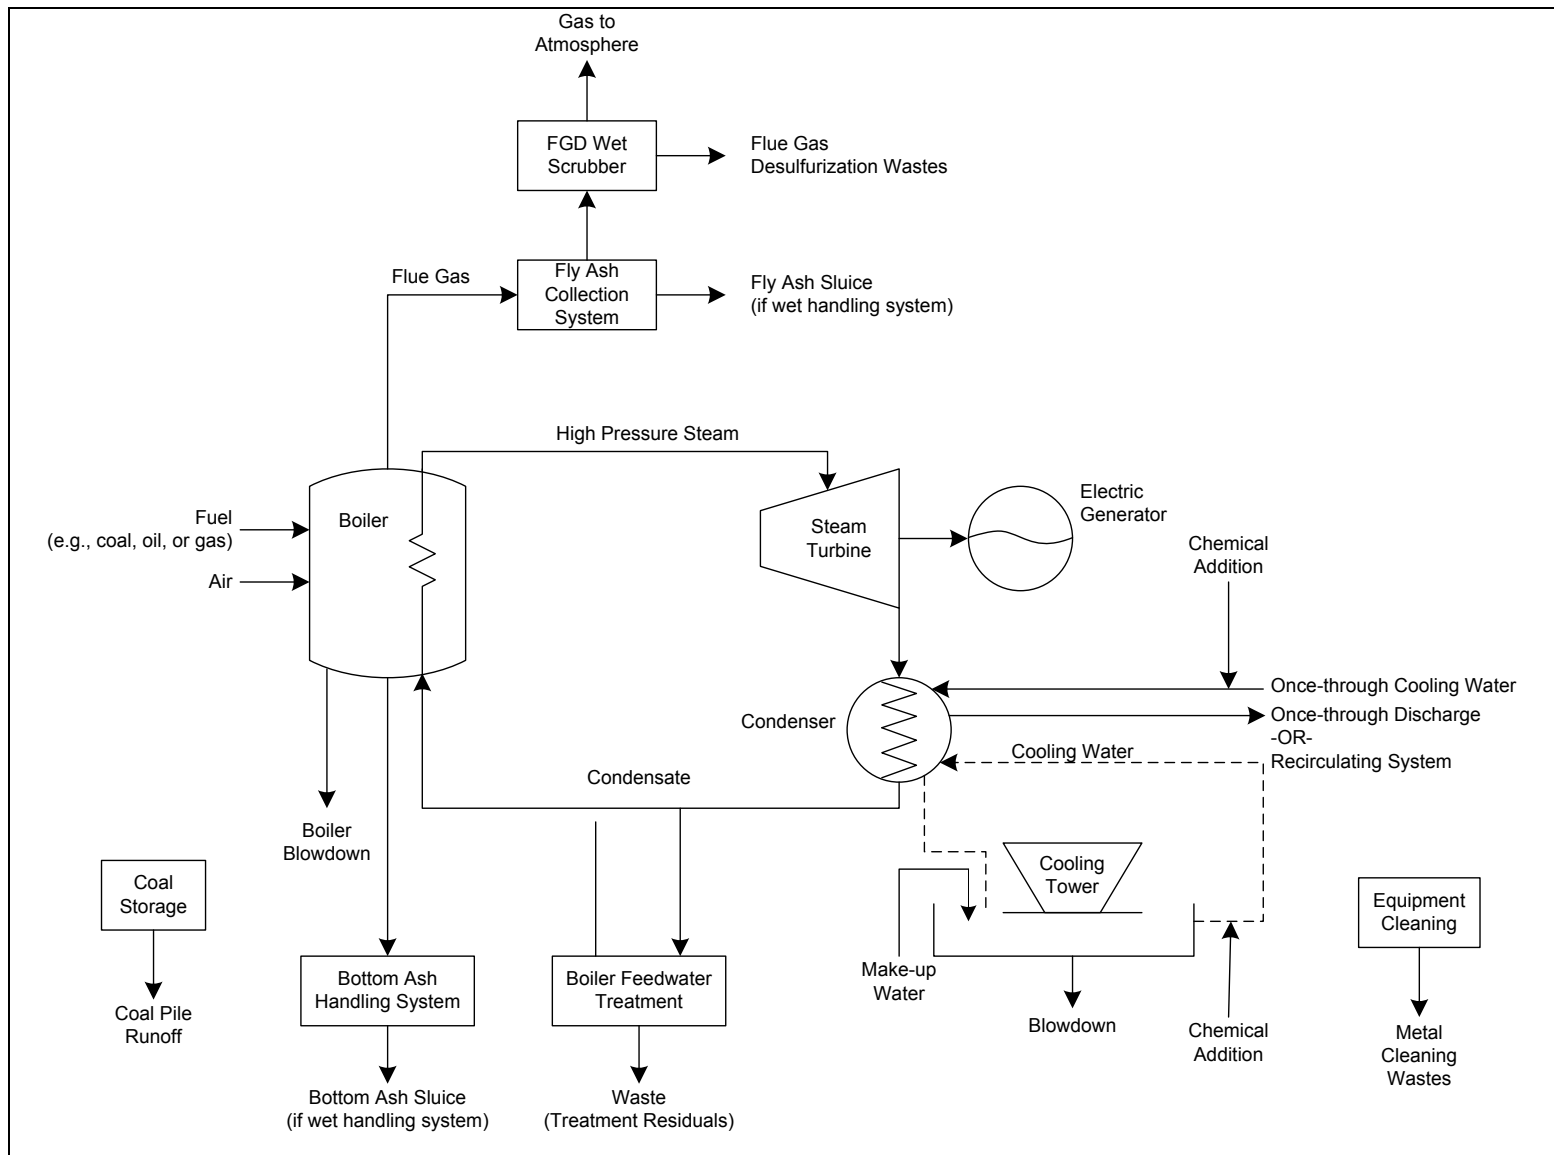 Gas to
Atmosphere
FGD Wet
Scrubber
Flue Gas
Desulfurization Wastes
Flue Gas
Fly Ash
Collection
System
Fly Ash Sluice
(if wet handling system)
High Pressure Steam
Fuel
(e.g., coal, oil, or gas)
Air
Boiler
Steam
Turbine
Electric
Generator
Chemical
Addition
Condenser
Once-through Cooling Water
Once-through Discharge
-OR-
Recirculating System
Cooling Water
Condensate
Boiler
Blowdown
Coal
Storage
Cooling
Tower
Equipment
Cleaning
Bottom Ash
Handling System
Boiler Feedwater
Treatment
Make-up
Water
Coal Pile
Runoff
Blowdown
Chemical
Addition
Metal
Cleaning
Wastes
Bottom Ash Sluice
(if wet handling system)
Waste
(Treatment Residuals)